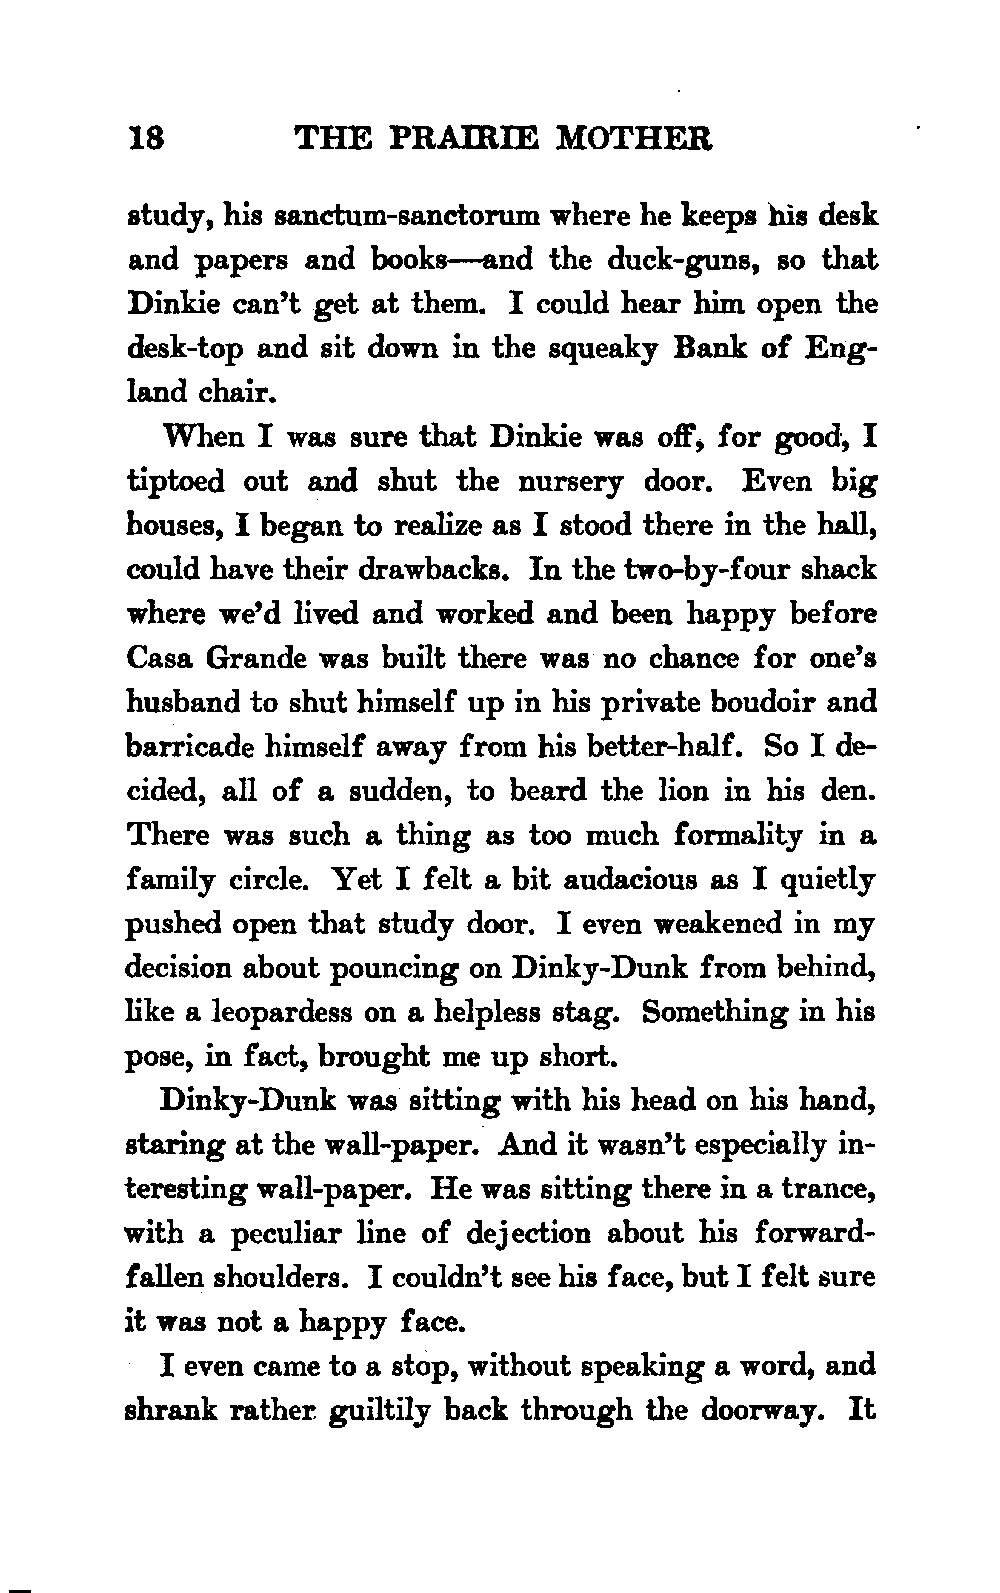 18 THE PRAIRIE MOTHER
study, his sanctum-sanctorum where he keeps his desk
and papers and books—and the duck-guns, so that
Dinkie can't get at them. I could hear him open the
desk-top and sit down in the squeaky Bank of Eng-
land chair.
When I was sure that Dinkie was off, for good, I
tiptoed out and shut the nursery door. Even big
houses, I began to realize as I stood there in the hall,
could have their drawbacks. In the two-by-four shack
where we'd lived and worked and been happy before
Casa Grande was built there was no chance for one's
husband to shut himself up in his private boudoir and
barricade himself away from his better-half. So I de-
cided, all of a sudden, to beard the lion in his den.
There was such a thing as too much formality in a
family circle. Yet I felt a bit audacious as I quietly
pushed open that study door. I even weakened in my
decision about pouncing on Dinky-Dunk from behind,
like a leopardess on a helpless stag. Something in his
pose, in fact, brought me up short.
Dinky-Dunk was sitting with his head on his hand,
staring at the wall-paper. And it wasn't especially in-
teresting wall-paper. He was sitting there in a trance,
with a peculiar line of dejection about his forward-
fallen shoulders. I couldn't see his face, but I felt sure
it was not a happy face.
I even came to a stop, without speaking a word, and
shrank rather guiltily back through the doorway. It